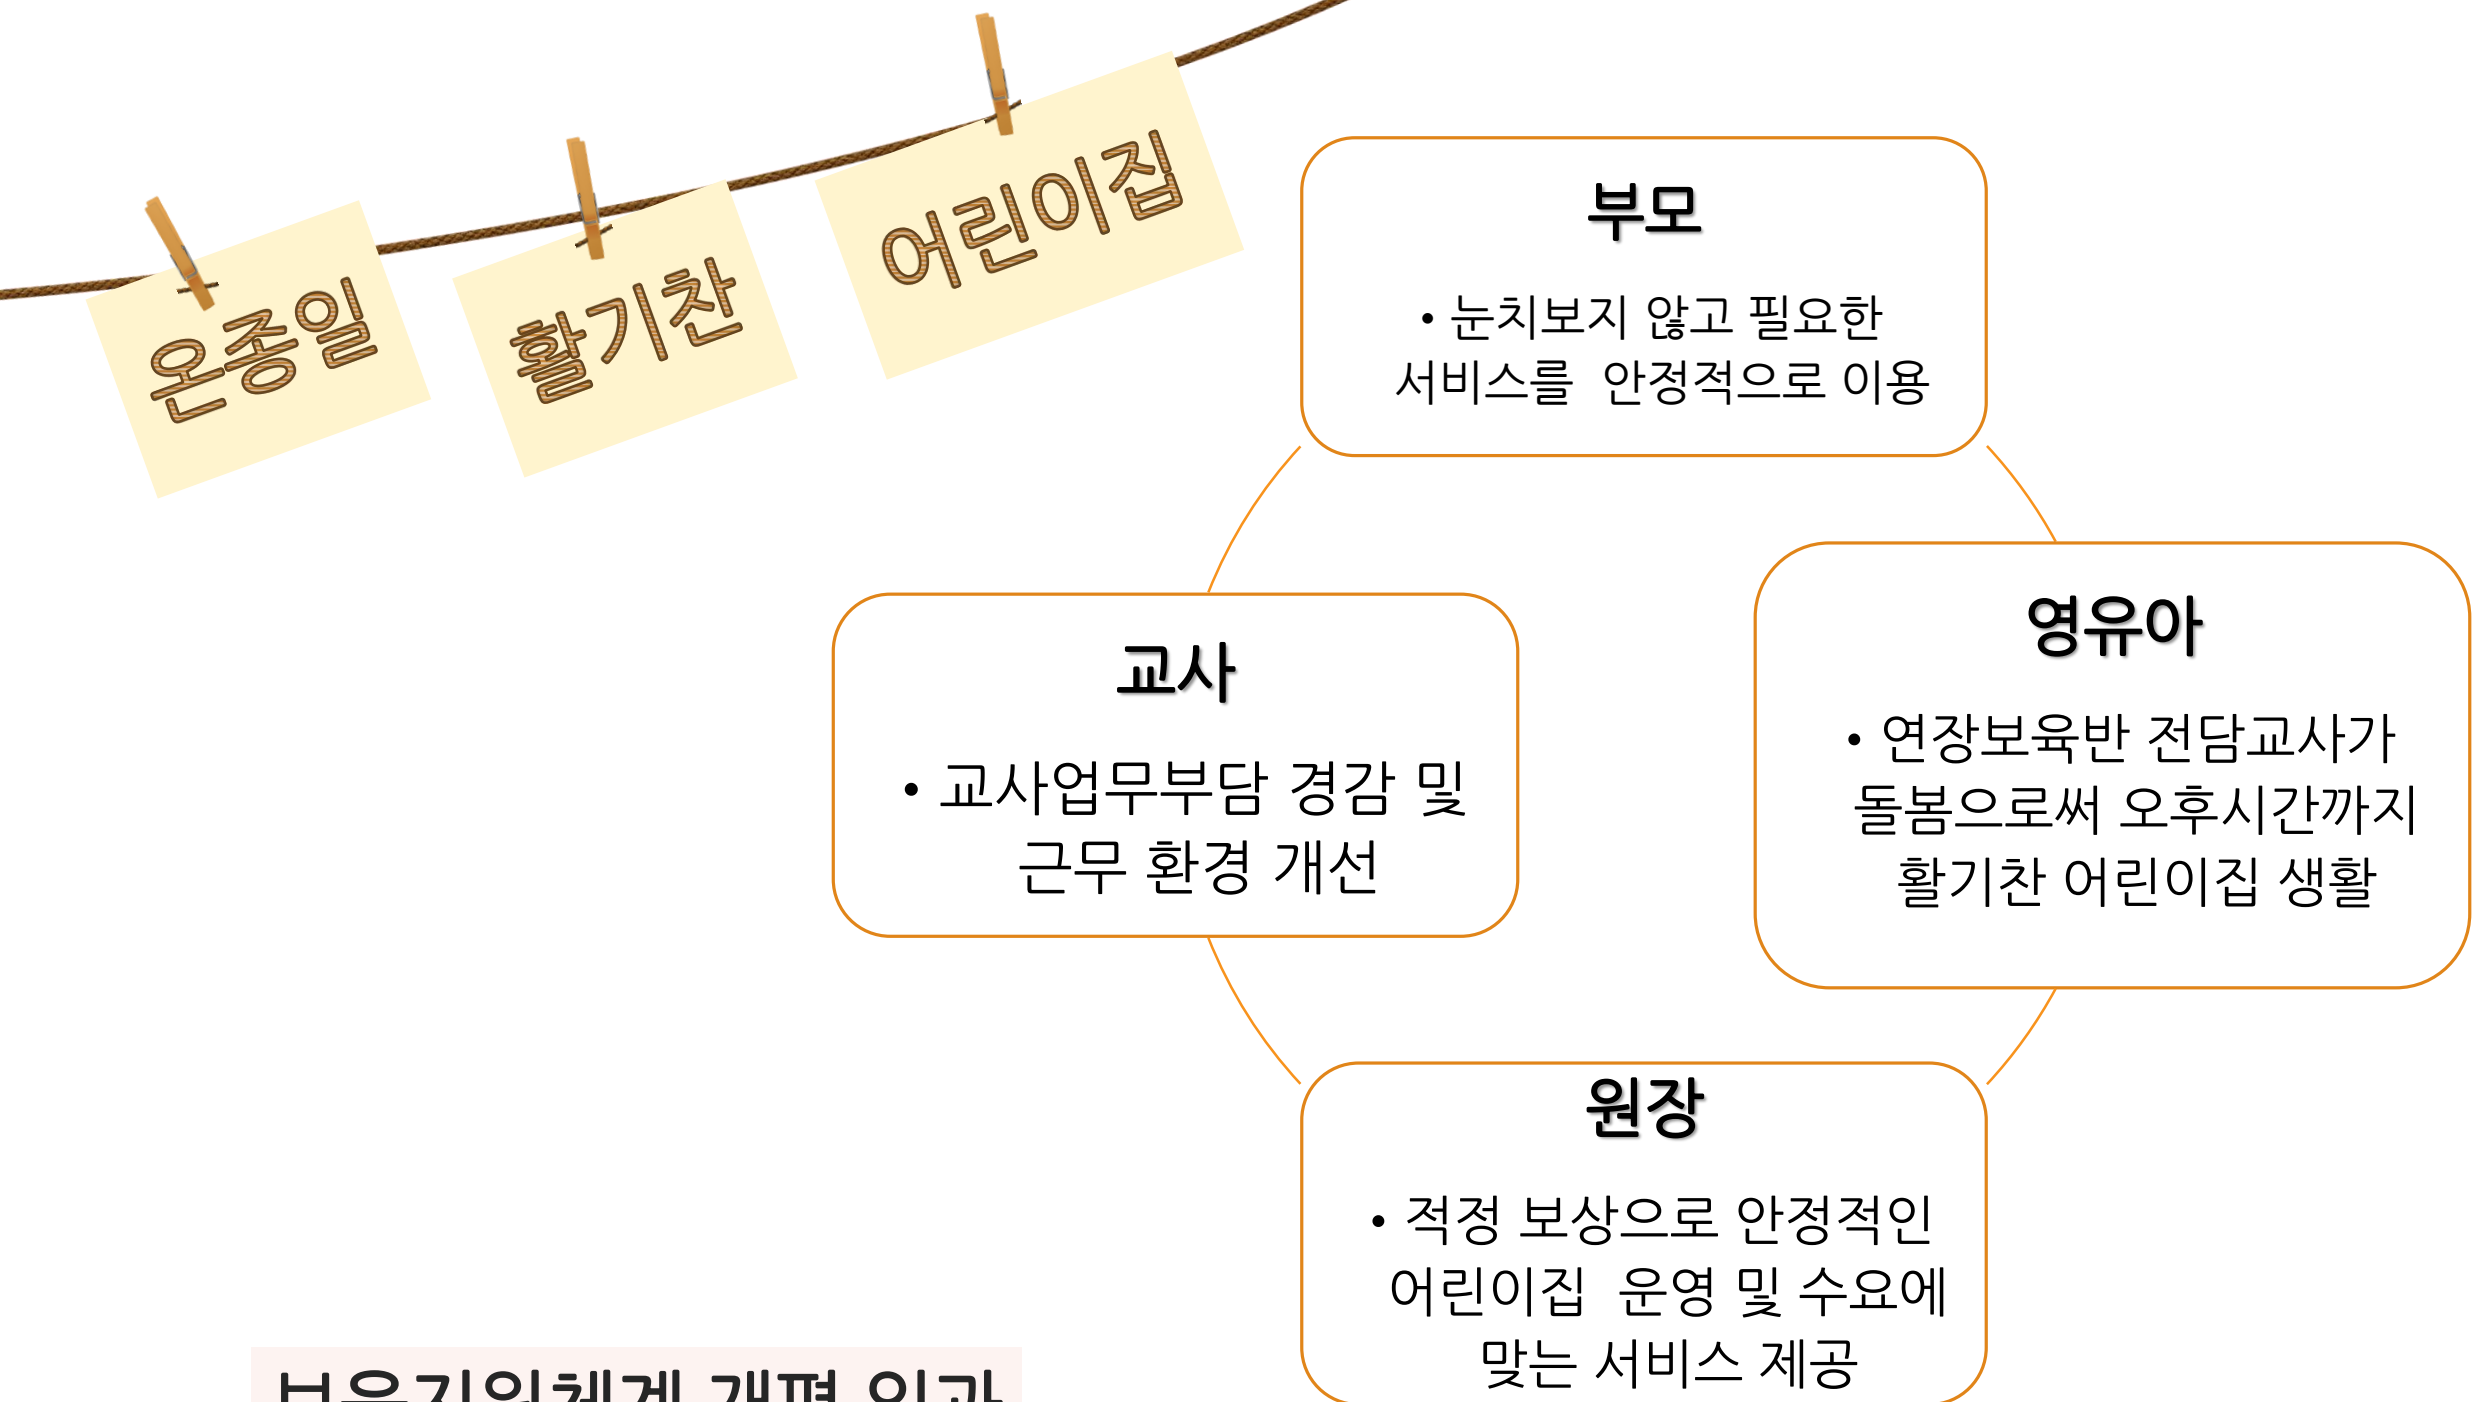 온종일
활기찬
어린이집
부모
• 눈치보지 않고 필요한
서비스를 안정적으로 이용
교사
• 교사업무부담 경감 및
근무 환경 개선
영유아
• 연장보육반 전담교사가
돌봄으로써 오후시간까지
활기찬 어린이집 생활
원장
• 적정 보상으로 안정적인
어린이집 운영 및 수요에
맞는 서비스 제공